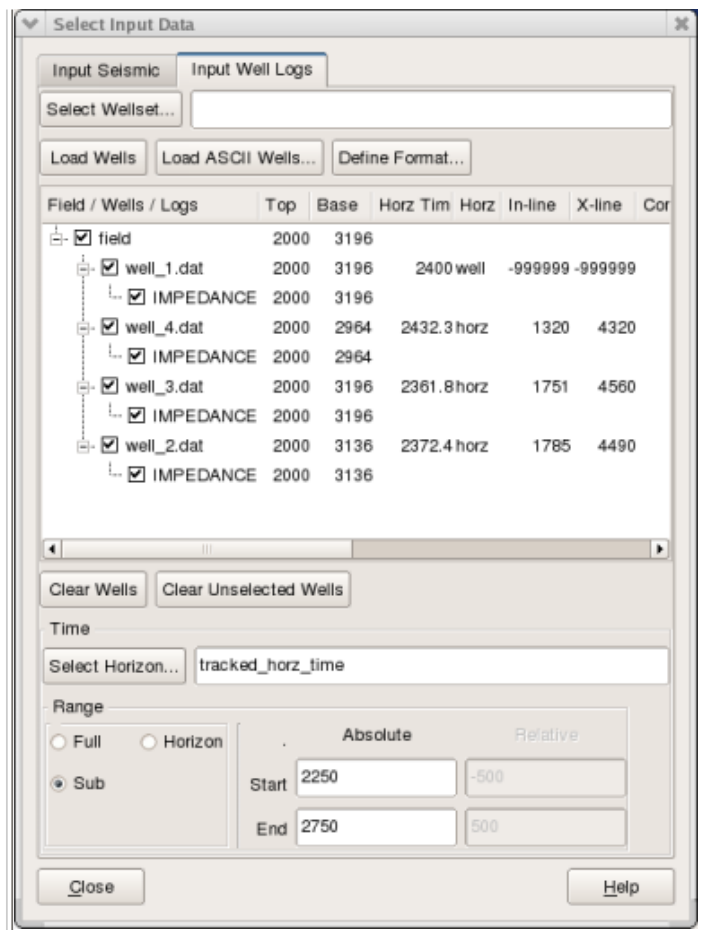 Select Input Data
Input Seismic Input Well Logs
Select Wellset...
Load Wells Load ASCII Wells... Define Format...
Field / Wells / Logs Top Base Horz Tim Horz In-line X-line Cor
field 2000 3196
well_1.dat 2000 3196 2400 well -999999 -999999
IMPEDANCE 2000 3196
well_4.dat 2000 2964 2432.3 horz 1320 4320
IMPEDANCE 2000 2964
well_3.dat 2000 3196 2361.8 horz 1751 4560
IMPEDANCE 2000 3196
well_2.dat 2000 3136 2372.4 horz 1785 4490
IMPEDANCE 2000 3136
Clear Wells Clear Unselected Wells
Time
Select Horizon... tracked_horz_time
Range
Full Horizon . Absolute Relative
Sub Start 2250 -500
End 2750 500
Close Help